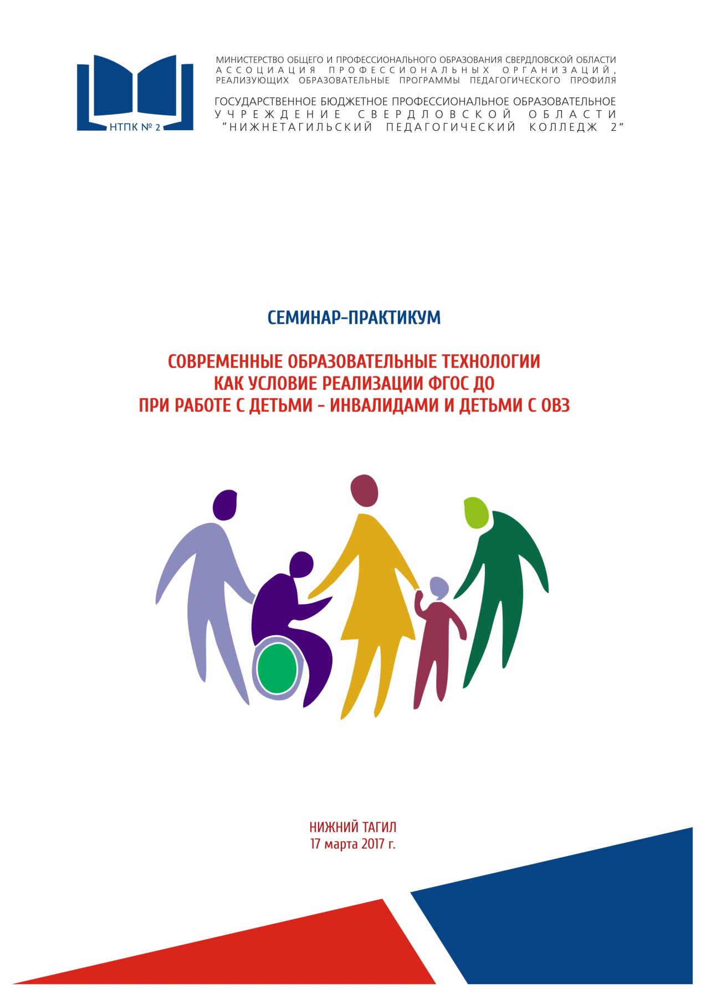 МИНИСТЕРСТВО ОБЩЕГО И ПРОФЕССИОНАЛЬНОГО ОБРАЗОВАНИЯ СВЕРДЛОВСКОЙ ОБЛАСТИ
АССОЦИАЦИЯ ПРОФЕССИОНАЛЬНЫХ ОРГАНИЗАЦИЙ,
РЕАЛИЗУЮЩИХ ОБРАЗОВАТЕЛЬНЫЕ ПРОГРАММЫ ПЕДАГОГИЧЕСКОГО ПРОФИЛЯ
ГОСУДАРСТВЕННОЕ БЮДЖЕТНОЕ ПРОФЕССИОНАЛЬНОЕ ОБРАЗОВАТЕЛЬНОЕ
УЧРЕЖДЕНИЕ СВЕРДЛОВСКОЙ ОБЛАСТИ
“НИЖНЕТАГИЛЬСКИЙ ПЕДАГОГИЧЕСКИЙ КОЛЛЕДЖ 2”
НТПК № 2
СЕМИНАР-ПРАКТИКУМ
СОВРЕМЕННЫЕ ОБРАЗОВАТЕЛЬНЫЕ ТЕХНОЛОГИИ
КАК УСЛОВИЕ РЕАЛИЗАЦИИ ФГОС ДО
ПРИ РАБОТЕ С ДЕТЬМИ - ИНВАЛИДАМИ И ДЕТЬМИ С ОВЗ
НИЖНИЙ ТАГИЛ
17 марта 2017 г.